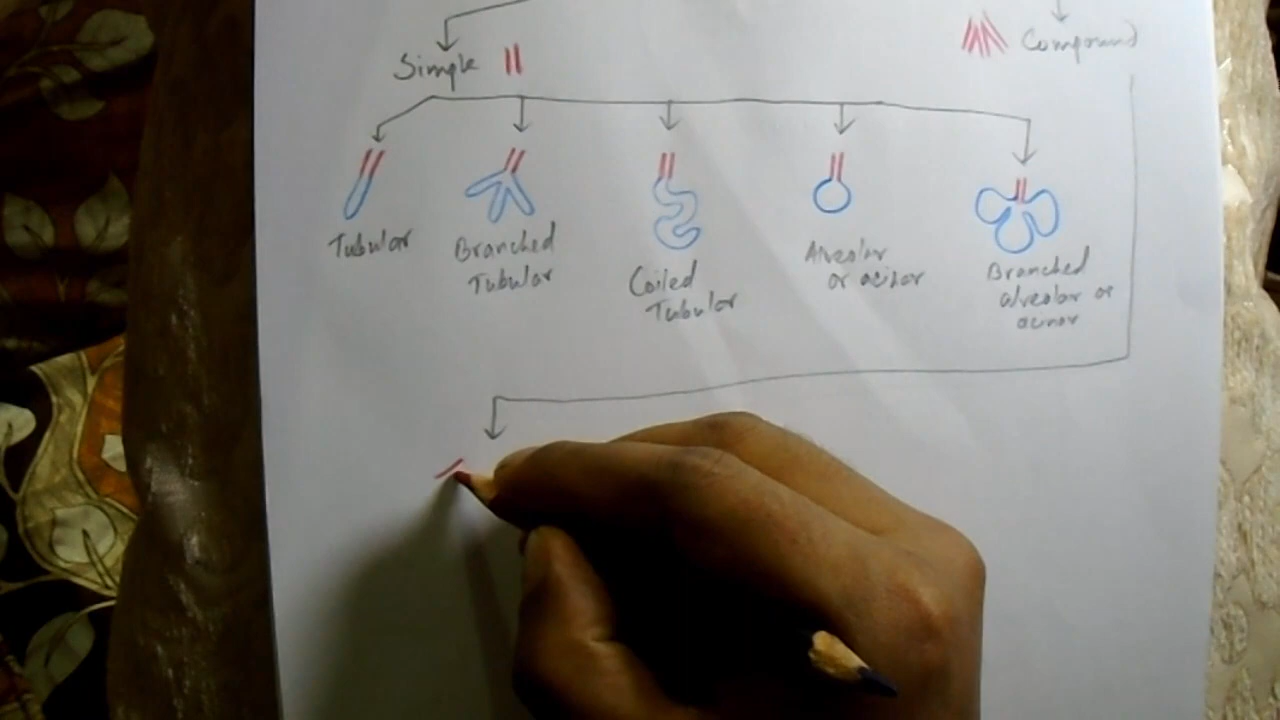 Simple
Compound
Tubular
Branched
Tubular
Coiled
Tubular
Alveolar
or acinar
Branched
alveolar or
acinar